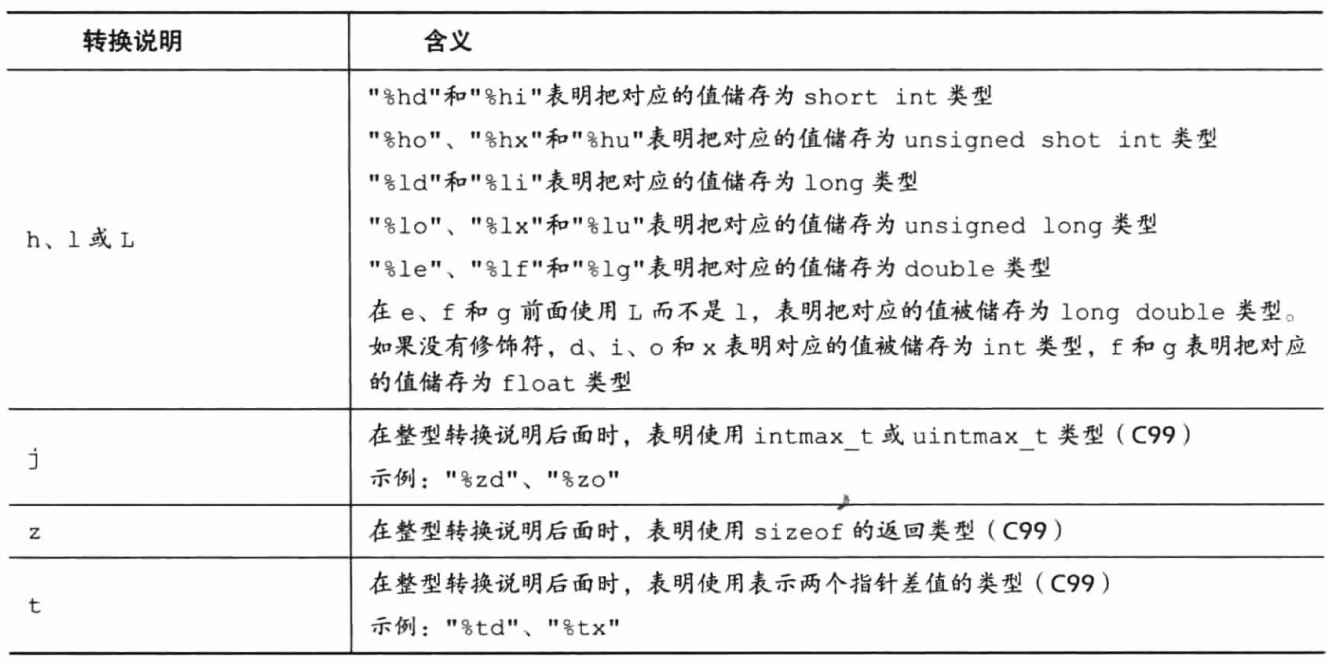 转换说明 含义
"%hd"和"%hi"表明把对应的值储存为 short int 类型
"%ho"、"%hx"和"%hu"表明把对应的值储存为 unsigned shot int 类型
"%ld"和"%li"表明把对应的值储存为 long 类型
h、l或 L
"%lo"、"%lx"和"%lu"表明把对应的值储存为 unsigned long 类型
"%le"、"%lf"和"%lg"表明把对应的值储存为 double 类型
在 e、f 和 g 前面使用 L 而不是 l，表明把对应的值被储存为 long double 类型。
如果没有修饰符，d、i、o 和 x 表明对应的值被储存为 int 类型，f 和 g 表明把对应
的值储存为 float 类型
j
在整型转换说明后面时，表明使用 intmax_t 或 uintmax_t 类型（C99）
示例："%zd"、"%zo"
z
在整型转换说明后面时，表明使用 sizeof 的返回类型（C99）
t
在整型转换说明后面时，表明使用表示两个指针差值的类型（C99）
示例："%td"、"%tx"